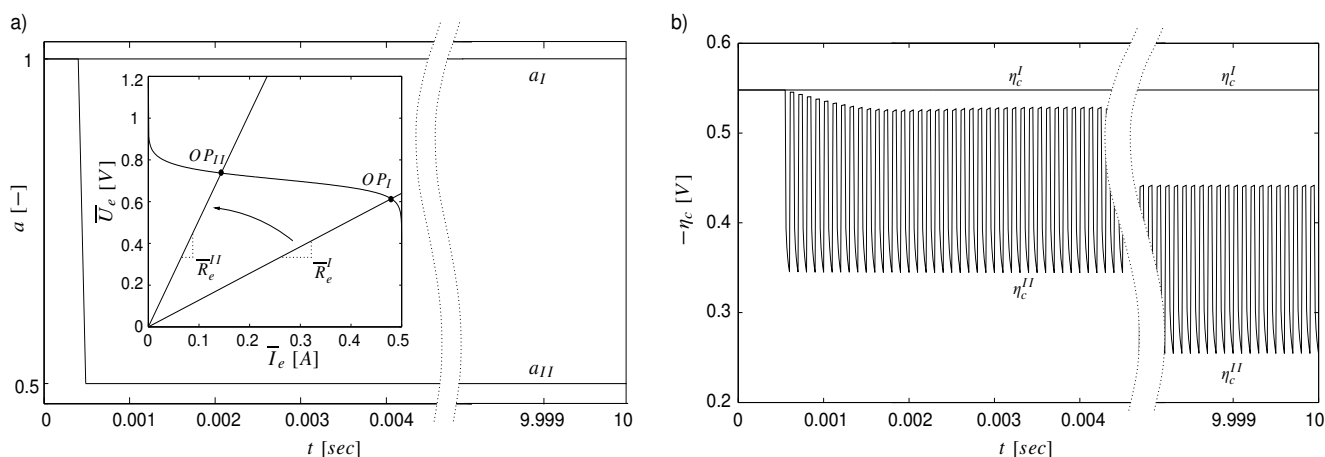 a)
1
a_I
1.2
1
0.8
0.6
0.4
0.2
0
OP_II
OP_I
U̅_e [V]
R̅_e^II
R̅_e^I
0 0.1 0.2 0.3 0.4 0.5
I̅_e [A]
a [−]
0.5
a_II
0 0.001 0.002 0.003 0.004 9.999 10
t [sec]
b)
0.6
η_c^I η_c^I
0.5
−η_c [V]
0.4
η_c^II
0.3
η_c^II
0.2
0 0.001 0.002 0.003 0.004 9.999 10
t [sec]